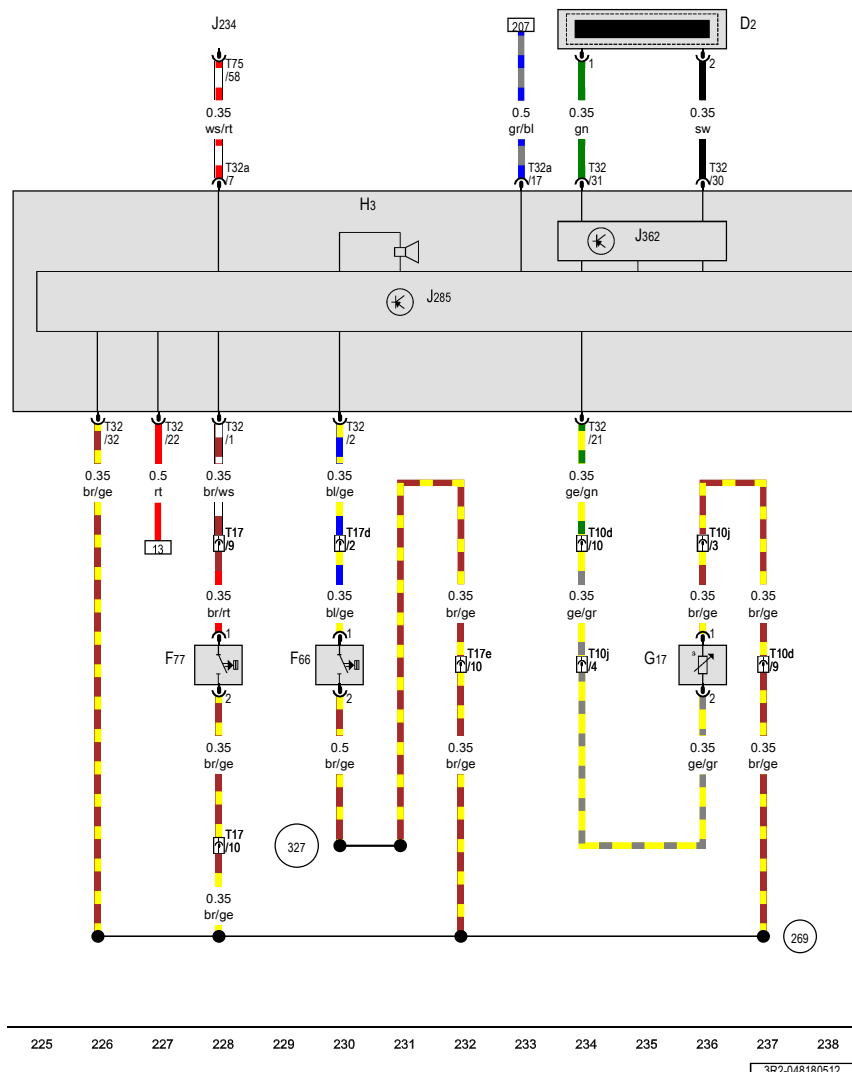 J234
207
D2
T75
/58
1
2
0.35
ws/rt
0.5
gr/bl
0.35
gn
0.35
sw
T32a
/7
T32a
/17
T32
/31
T32
/30
H3
J362
J285
T32
/32
T32
/22
T32
/1
T32
/2
T32
/21
0.35
br/ge
0.5
rt
0.35
br/ws
0.35
bl/ge
0.35
ge/gn
13
T17
/9
T17d
/2
T10d
/10
T10j
/3
0.35
br/rt
0.35
bl/ge
0.35
br/ge
0.35
ge/gr
0.35
br/ge
0.35
br/ge
F77
1
F66
1
T17e
/10
T10j
/4
G17
1
s
T10d
/9
2
2
2
0.35
br/ge
0.5
br/ge
0.35
br/ge
0.35
ge/gr
0.35
br/ge
T17
/10
327
0.35
br/ge
269
225 226 227 228 229 230 231 232 233 234 235 236 237 238
3R2-048180512